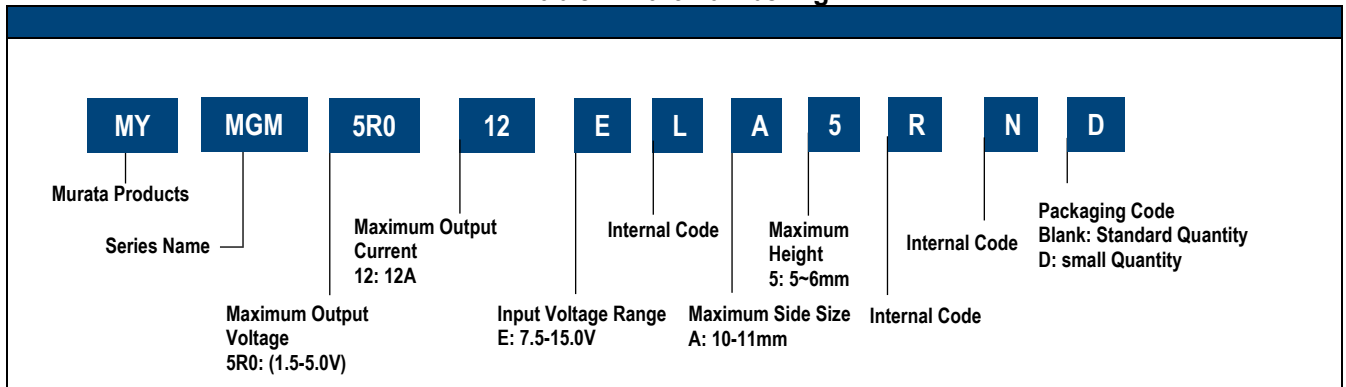 MY MGM 5R0 12 E L A 5 R N D
Murata Products
Series Name
Maximum Output
Voltage
5R0: (1.5-5.0V)
Maximum Output
Current
12: 12A
Input Voltage Range
E: 7.5-15.0V
Internal Code
Maximum Side Size
A: 10-11mm
Maximum
Height
5: 5~6mm
Internal Code
Internal Code
Packaging Code
Blank: Standard Quantity
D: small Quantity